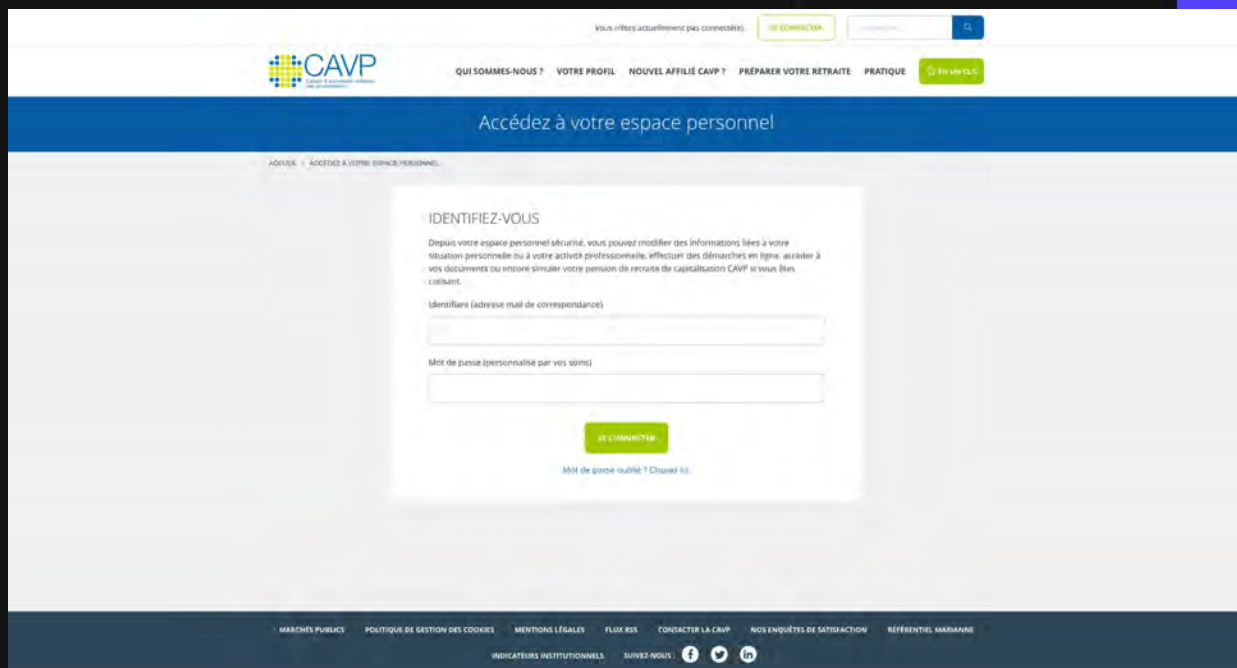 Vous n'êtes actuellement pas connecté(e).
SE CONNECTER
CAVP
QUI SOMMES-NOUS ?
VOTRE PROFIL
NOUVEL AFFILIÉ CAVP ?
PRÉPARER VOTRE RETRAITE
PRATIQUE
EN UN CLIC
Accédez à votre espace personnel
ACCUEIL
ACCÉDEZ À VOTRE ESPACE PERSONNEL
IDENTIFIEZ-VOUS
Depuis votre espace personnel sécurisé, vous pouvez modifier des informations liées à votre
situation personnelle ou à votre activité professionnelle, effectuer des démarches en ligne, accéder à
vos documents ou encore simuler votre pension de retraite de capitalisation CAVP si vous êtes
cotisant.
Identifiant (adresse mail de correspondance)
Mot de passe (personnalisé par vos soins)
SE CONNECTER
Mot de passe oublié ? Cliquez ici.
MARCHÉS PUBLICS
POLITIQUE DE GESTION DES COOKIES
MENTIONS LÉGALES
FLUX RSS
CONTACTER LA CAVP
NOS ENQUÊTES DE SATISFACTION
RÉFÉRENTIEL MARIANNE
INDICATEURS INSTITUTIONNELS
SUIVEZ-NOUS :